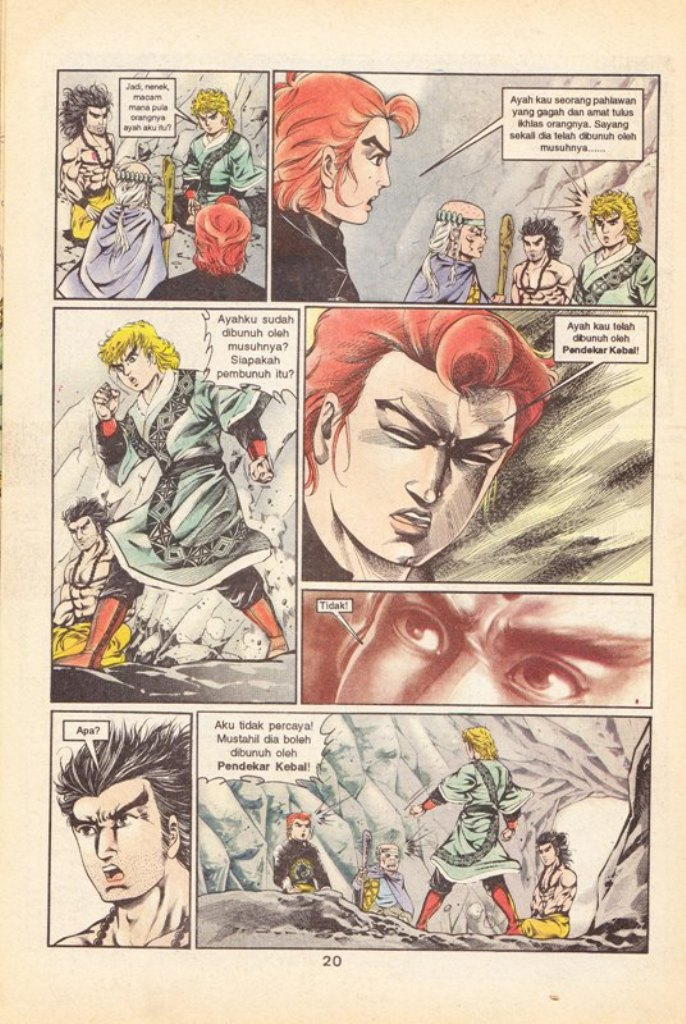 Jadi, nenek,
macam
mana pula
orangnya
ayah aku itu?
Ayah kau seorang pahlawan
yang gagah dan amat tulus
ikhlas orangnya. Sayang
sekali dia telah dibunuh oleh
musuhnya.......
Ayahku sudah
dibunuh oleh
musuhnya?
Siapakah
pembunuh itu?
Ayah kau telah
dibunuh oleh
Pendekar Kebal!
Tidak!
Apa?
Aku tidak percaya!
Mustahil dia boleh
dibunuh oleh
Pendekar Kebal!
20